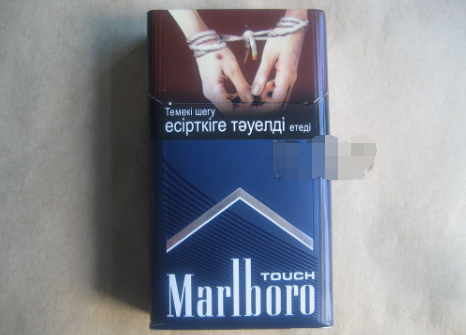 Темекі шегу
есірткіге тәуелді етеді
TOUCH
Marlboro